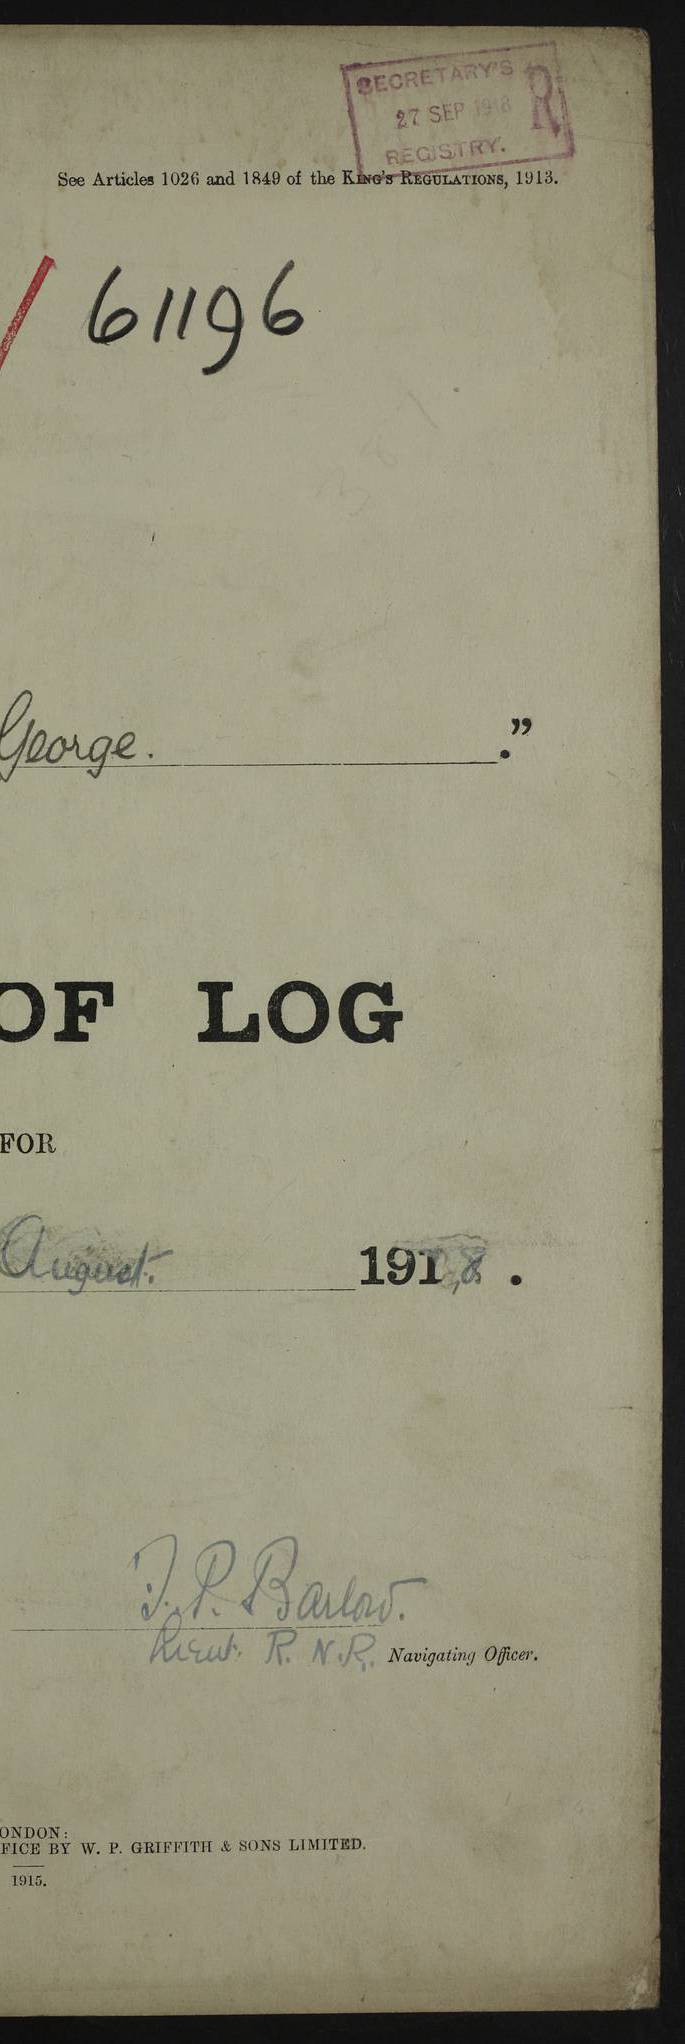 SECRETARY'S
27 SEP 1918 R
REGISTRY.
See Articles 1026 and 1849 of the KING'S REGULATIONS, 1913.
/ 61196
George. ."
OF LOG
FOR
August. 1918.
P. Barlow.
Lieut. R. N. R. Navigating Officer.
ONDON:
FICE BY W. P. GRIFFITH & SONS LIMITED.
1915.